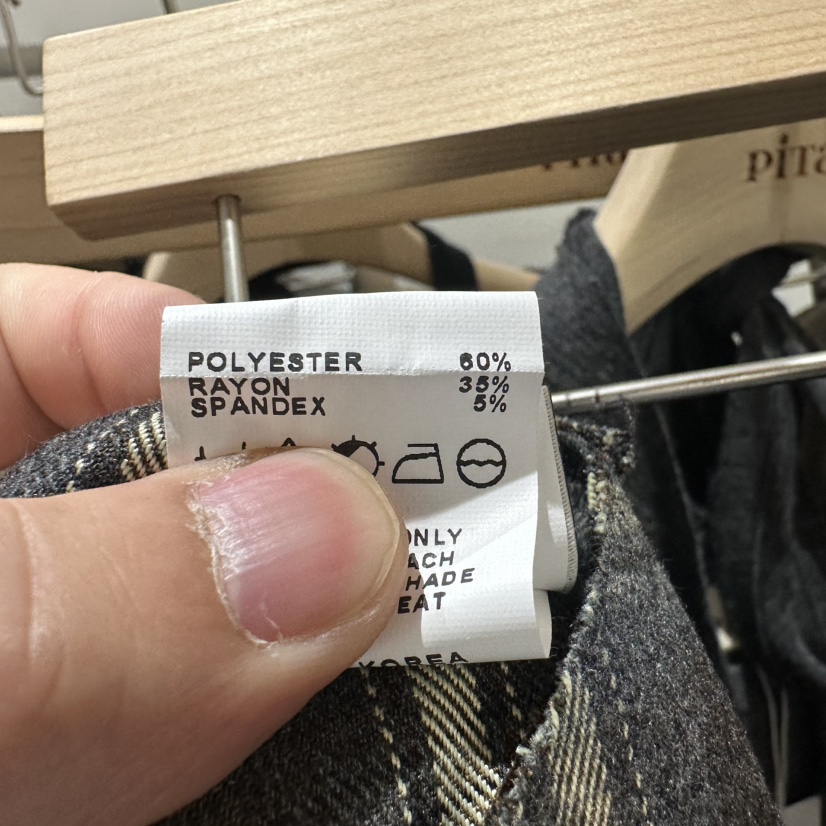 PITA
POLYESTER 60%
RAYON 35%
SPANDEX 5%
ONLY
ACH
HADE
EAT
KOREA